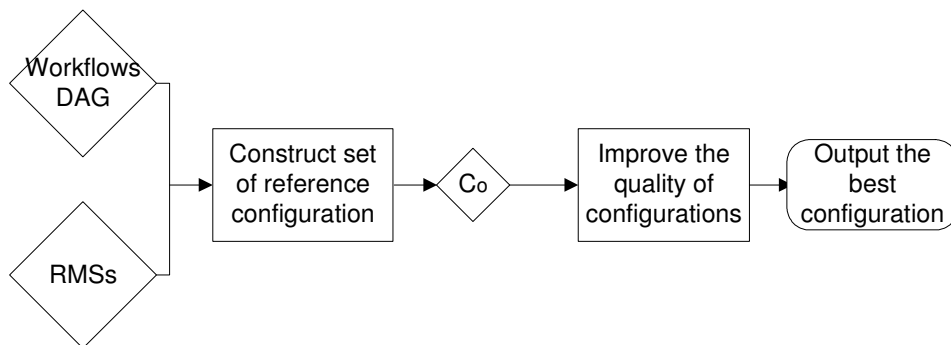 Workflows
DAG
RMSs
Construct set
of reference
configuration
Co
Improve the
quality of
configurations
Output the
best
configuration